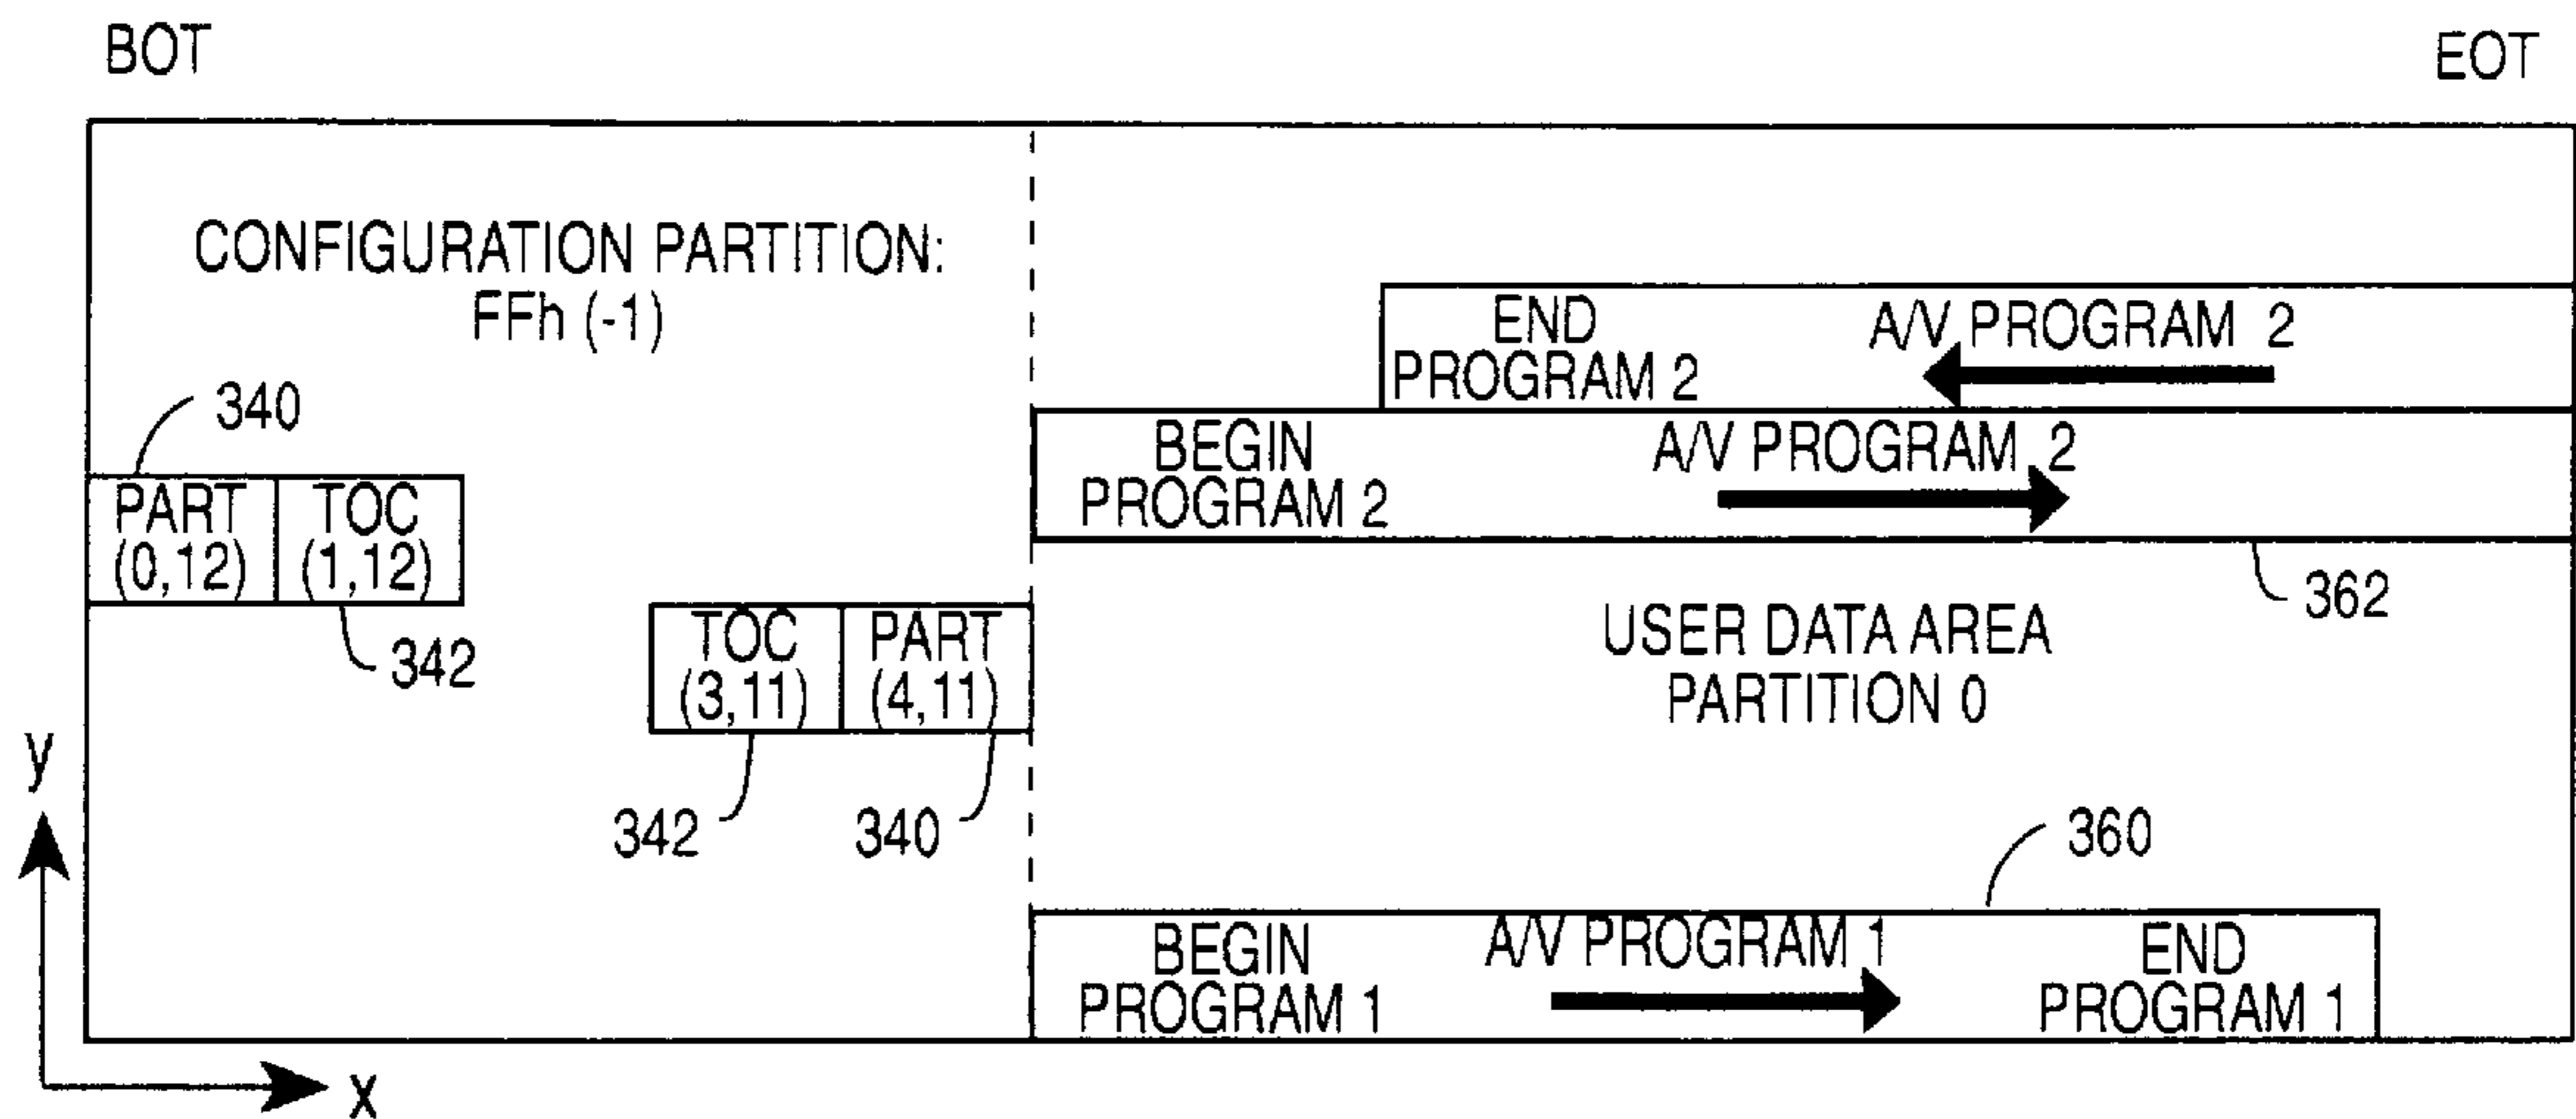 BOT
EOT
CONFIGURATION PARTITION:
FFh (-1)
END
PROGRAM 2
A/V PROGRAM 2
340
BEGIN
PROGRAM 2
A/V PROGRAM 2
PART
(0,12)
TOC
(1,12)
342
362
TOC
(3,11)
PART
(4,11)
USER DATA AREA
PARTITION 0
342
340
360
y
BEGIN
PROGRAM 1
A/V PROGRAM 1
END
PROGRAM 1
x